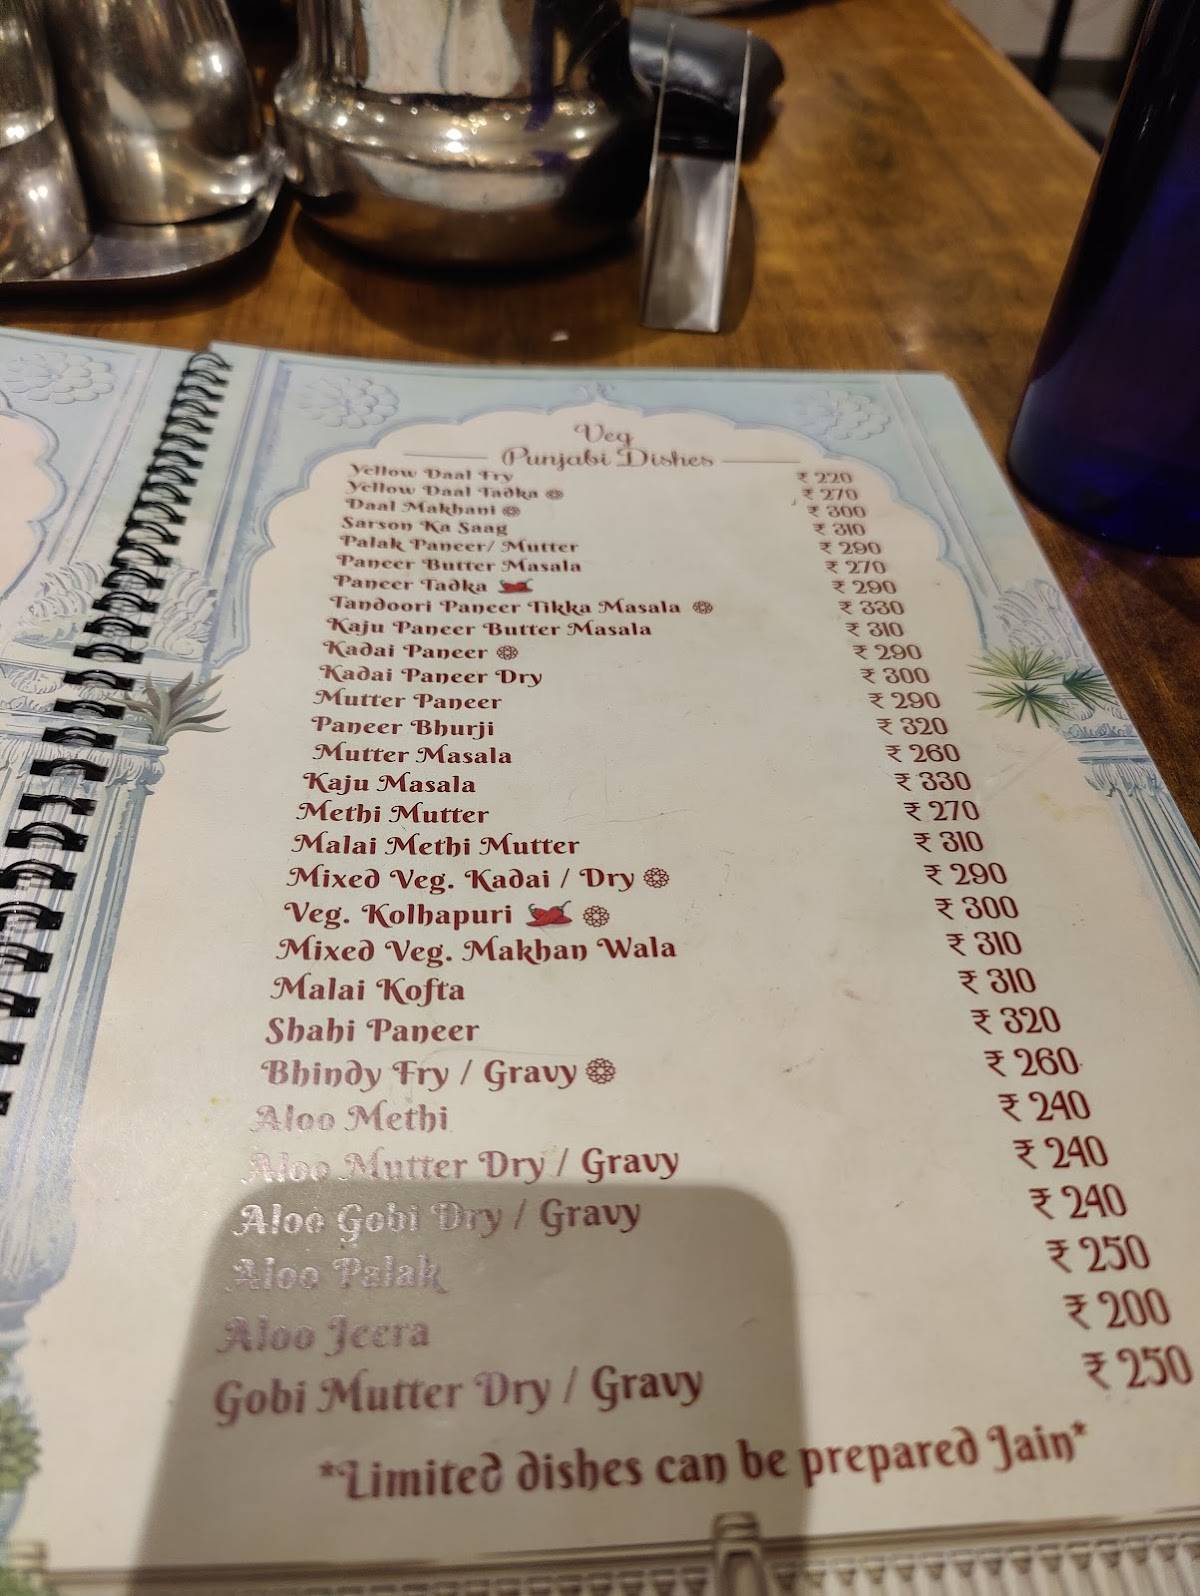 Veg
Punjabi Dishes
Yellow Daal Fry ₹ 220
Yellow Daal Tadka ₹ 270
Daal Makhani ₹ 300
Sarson Ka Saag ₹ 310
Palak Paneer/ Mutter ₹ 290
Paneer Butter Masala ₹ 270
Paneer Tadka ₹ 290
Tandoori Paneer Tikka Masala ₹ 330
Kaju Paneer Butter Masala ₹ 310
Kadai Paneer ₹ 290
Kadai Paneer Dry ₹ 300
Mutter Paneer ₹ 290
Paneer Bhurji ₹ 320
Mutter Masala ₹ 260
Kaju Masala ₹ 330
Methi Mutter ₹ 270
Malai Methi Mutter ₹ 310
Mixed Veg. Kadai / Dry ₹ 290
Veg. Kolhapuri ₹ 300
Mixed Veg. Makhan Wala ₹ 310
Malai Kofta ₹ 310
Shahi Paneer ₹ 320
Bhindy Fry / Gravy ₹ 260
Aloo Methi ₹ 240
Aloo Mutter Dry / Gravy ₹ 240
Aloo Gobi Dry / Gravy ₹ 240
Aloo Palak ₹ 250
Aloo Jeera ₹ 200
Gobi Mutter Dry / Gravy ₹ 250
*Limited dishes can be prepared Jain*